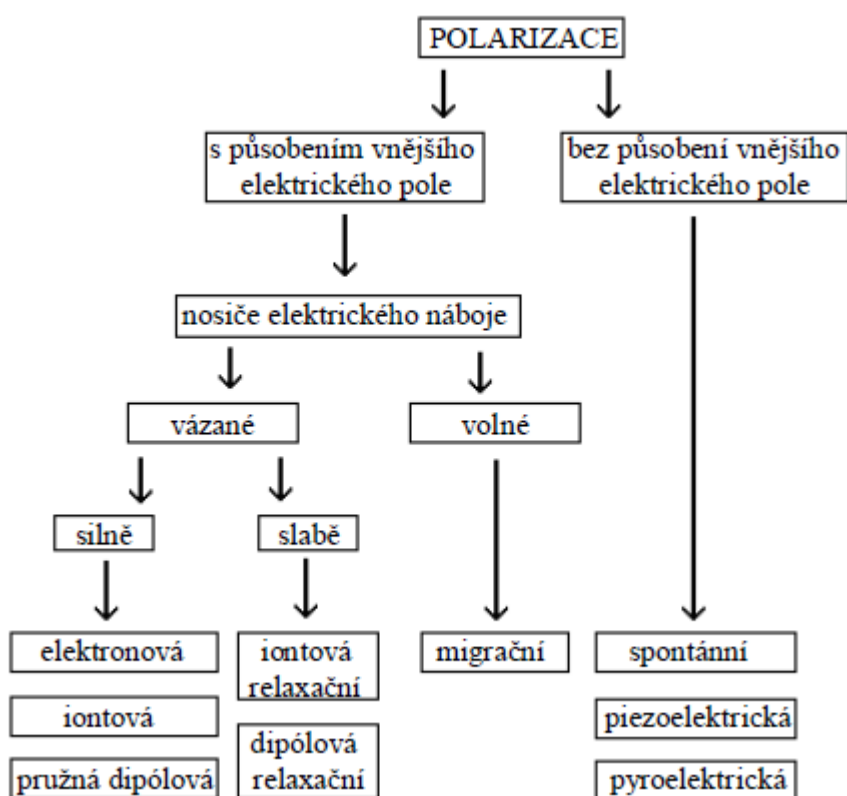 POLARIZACE
s působením vnějšího
elektrického pole
bez působení vnějšího
elektrického pole
nosiče elektrického náboje
vázané
volné
silně
slabě
elektronová
iontová
pružná dipólová
iontová
relaxační
dipólová
relaxační
migrační
spontánní
piezoelektrická
pyroelektrická